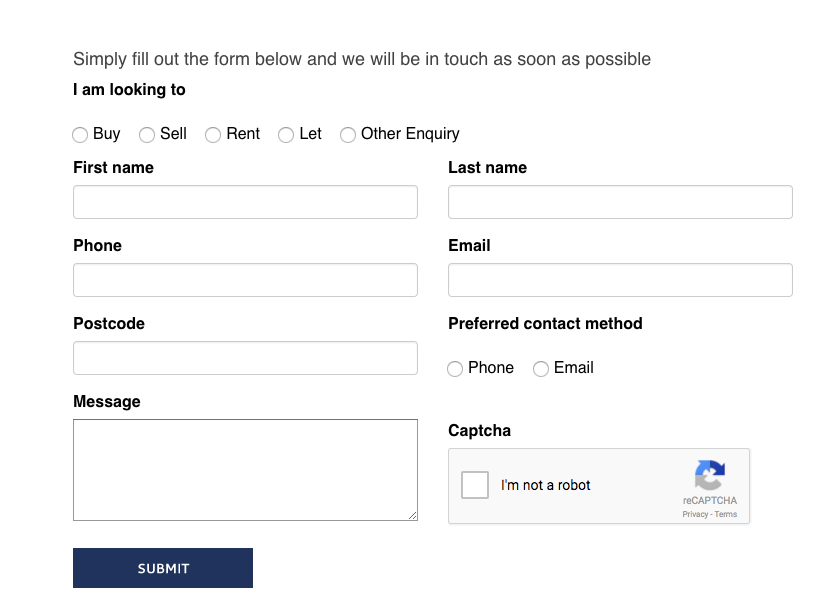 Simply fill out the form below and we will be in touch as soon as possible
I am looking to
Buy Sell Rent Let Other Enquiry
First name Last name
Phone Email
Postcode Preferred contact method
Phone Email
Message
Captcha
I'm not a robot
reCAPTCHA
Privacy - Terms
SUBMIT